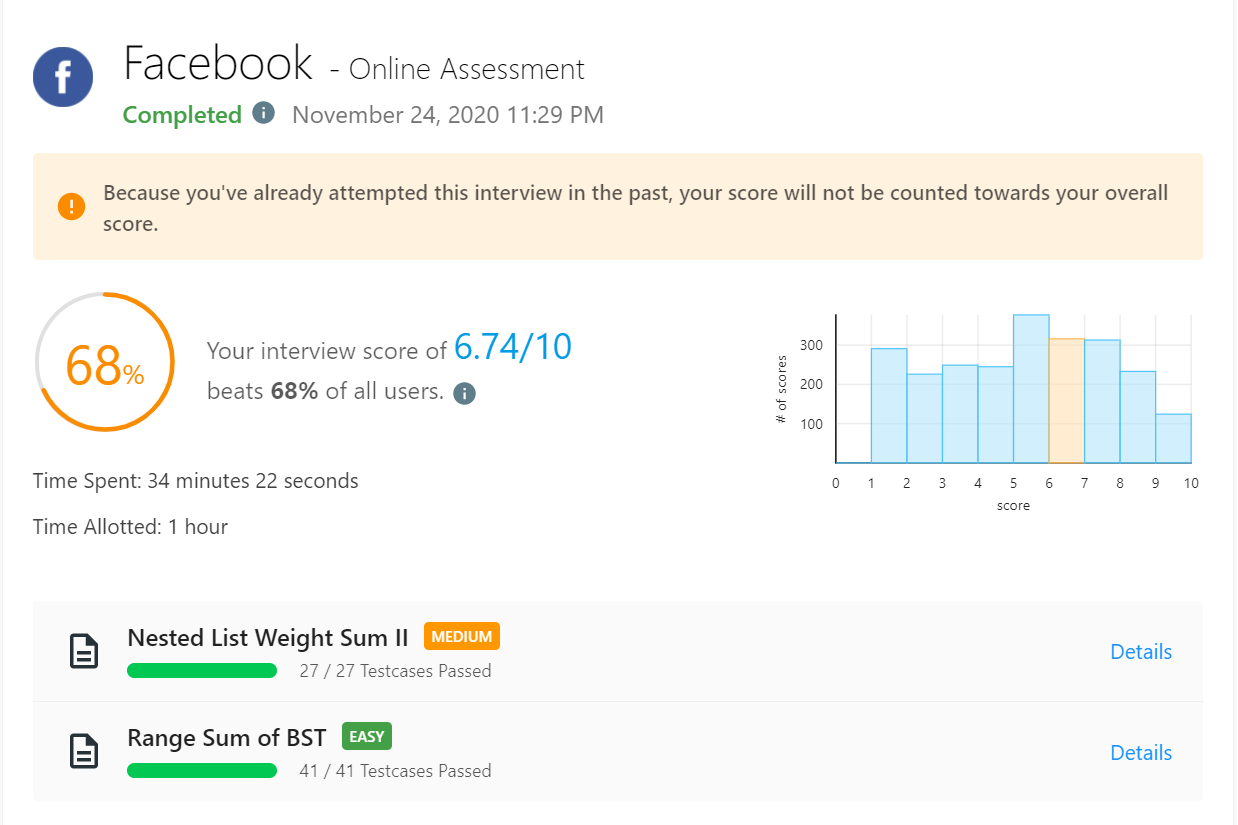 f
Facebook - Online Assessment
Completed i November 24, 2020 11:29 PM
! Because you've already attempted this interview in the past, your score will not be counted towards your overall
score.
68%
Your interview score of 6.74/10
beats 68% of all users. i
Time Spent: 34 minutes 22 seconds
Time Allotted: 1 hour
# of scores
300
200
100
0 1 2 3 4 5 6 7 8 9 10
score
Nested List Weight Sum II MEDIUM
27 / 27 Testcases Passed
Details
Range Sum of BST EASY
41 / 41 Testcases Passed
Details